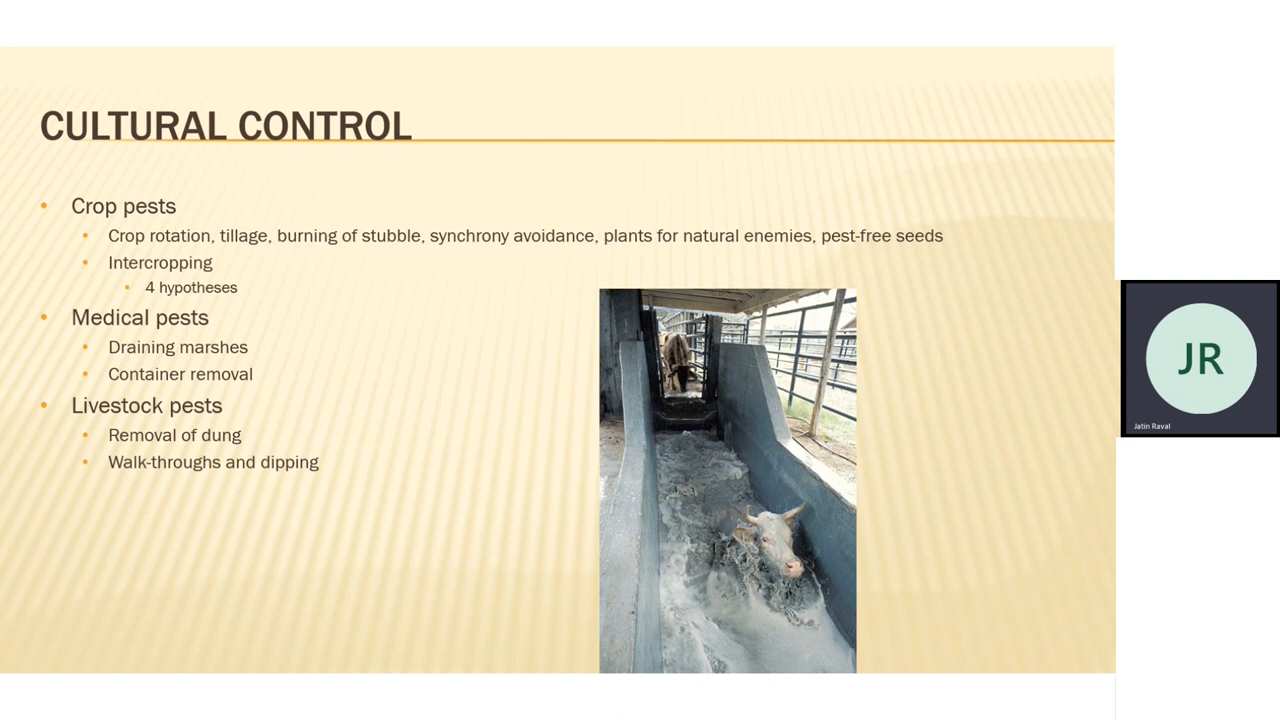 CULTURAL CONTROL
• Crop pests
• Crop rotation, tillage, burning of stubble, synchrony avoidance, plants for natural enemies, pest-free seeds
• Intercropping
• 4 hypotheses
• Medical pests
• Draining marshes
• Container removal
• Livestock pests
• Removal of dung
• Walk-throughs and dipping
JR
Jatin Raval